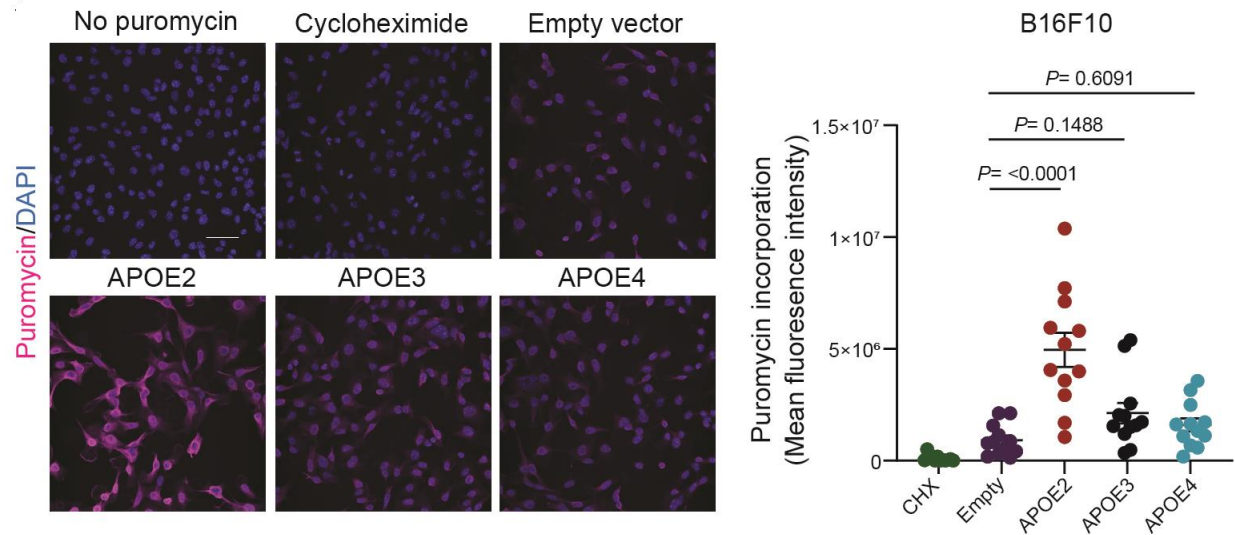 No puromycin
Cycloheximide
Empty vector
Puromycin/DAPI
APOE2
APOE3
APOE4
B16F10
P= 0.6091
P= 0.1488
P= <0.0001
Puromycin incorporation
(Mean fluoresence intensity)
1.5×10⁷
1×10⁷
5×10⁶
0
CHX
Empty
APOE2
APOE3
APOE4